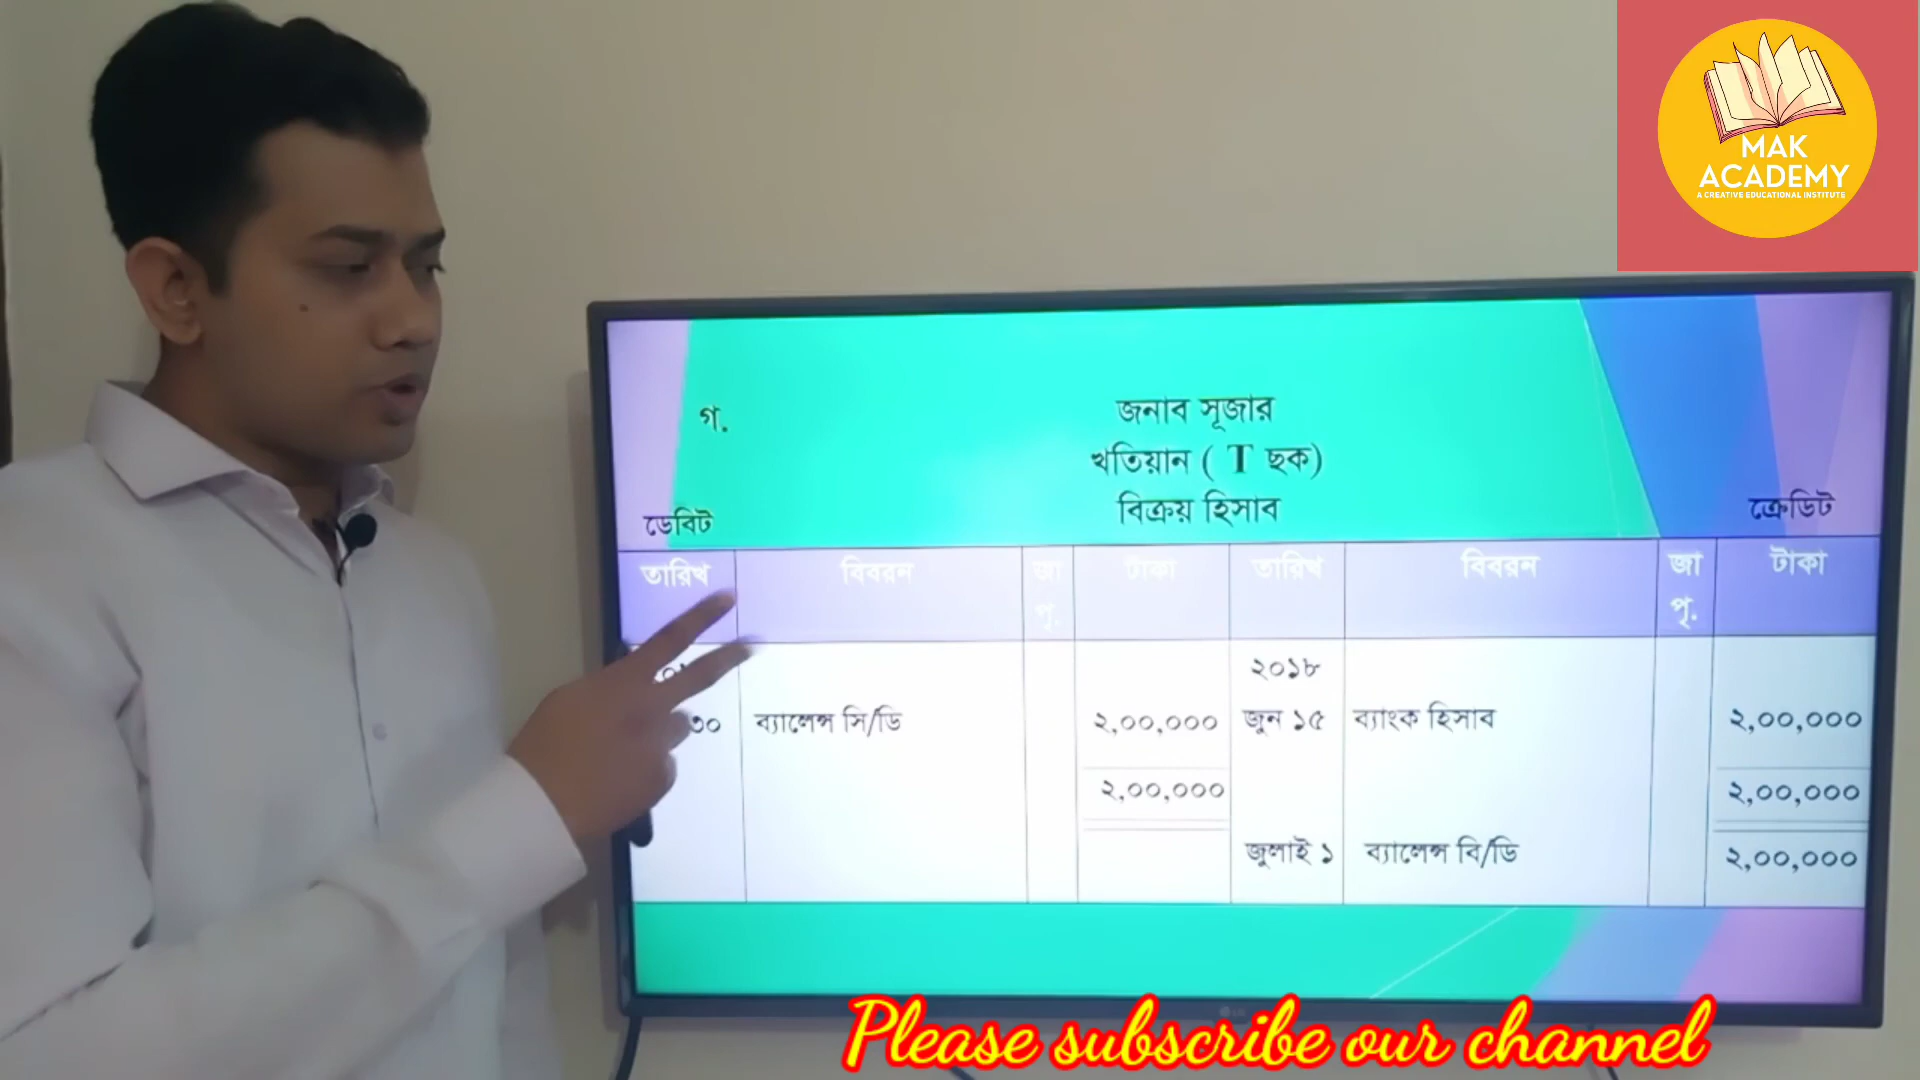 MAK
ACADEMY
A CREATIVE EDUCATIONAL INSTITUTE
গ. জনাব সূজার
খতিয়ান ( T ছক)
বিক্রয় হিসাব
ডেবিট ক্রেডিট
তারিখ বিবরন জা পৃ. টাকা তারিখ বিবরন জা পৃ. টাকা
২০১৮
৩০ ব্যালেন্স সি/ডি ২,০০,০০০ জুন ১৫ ব্যাংক হিসাব ২,০০,০০০
২,০০,০০০ ২,০০,০০০
জুলাই ১ ব্যালেন্স বি/ডি ২,০০,০০০
Please subscribe our channel